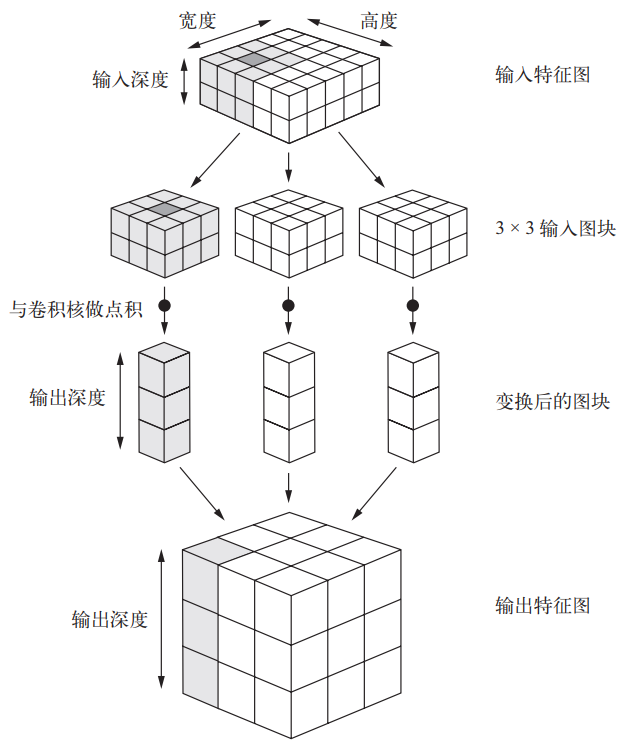 宽度
高度
输入深度
输入特征图
3 × 3 输入图块
与卷积核做点积
输出深度
变换后的图块
输出深度
输出特征图